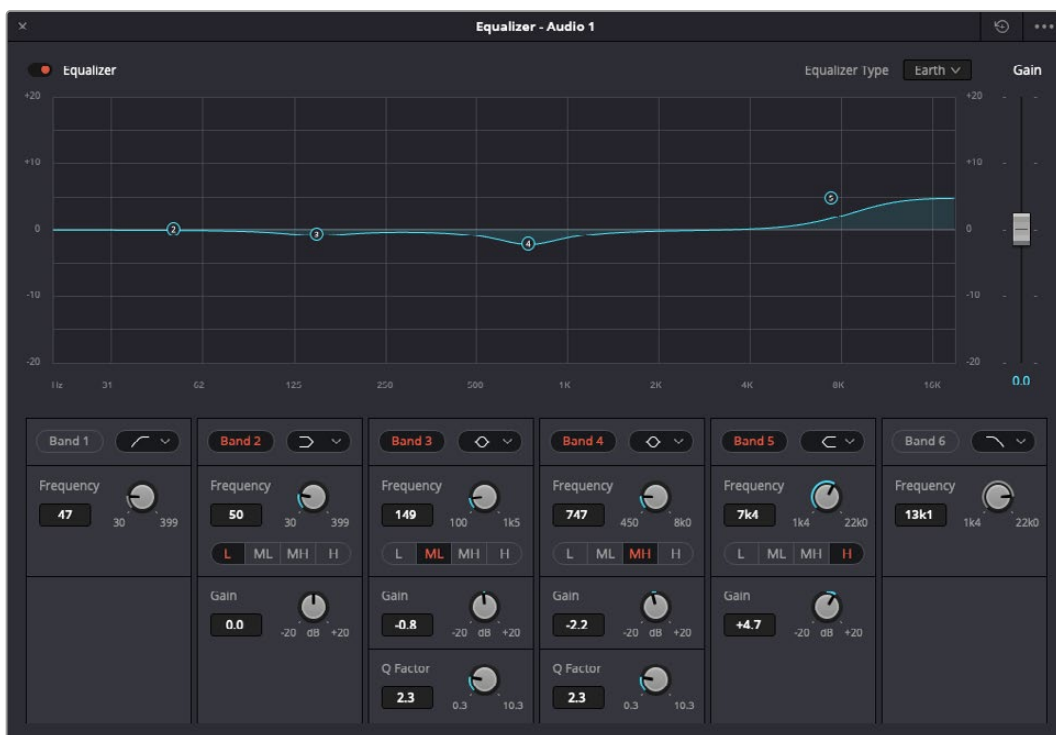 × Equalizer - Audio 1
Equalizer Equalizer Type Earth Gain
+20 +20
+10 +10
0 0
-10 -10
-20 -20
Hz 31 62 125 250 500 1K 2K 4K 8K 16K 0.0
2 3 4 5
Band 1 Band 2 Band 3 Band 4 Band 5 Band 6
Frequency Frequency Frequency Frequency Frequency Frequency
47 30 399 50 30 399 149 100 1k5 747 450 8k0 7k4 1k4 22k0 13k1 1k4 22k0
L ML MH H L ML MH H L ML MH H L ML MH H
Gain Gain Gain Gain
0.0 -20 dB +20 -0.8 -20 dB +20 -2.2 -20 dB +20 +4.7 -20 dB +20
Q Factor Q Factor
2.3 0.3 10.3 2.3 0.3 10.3